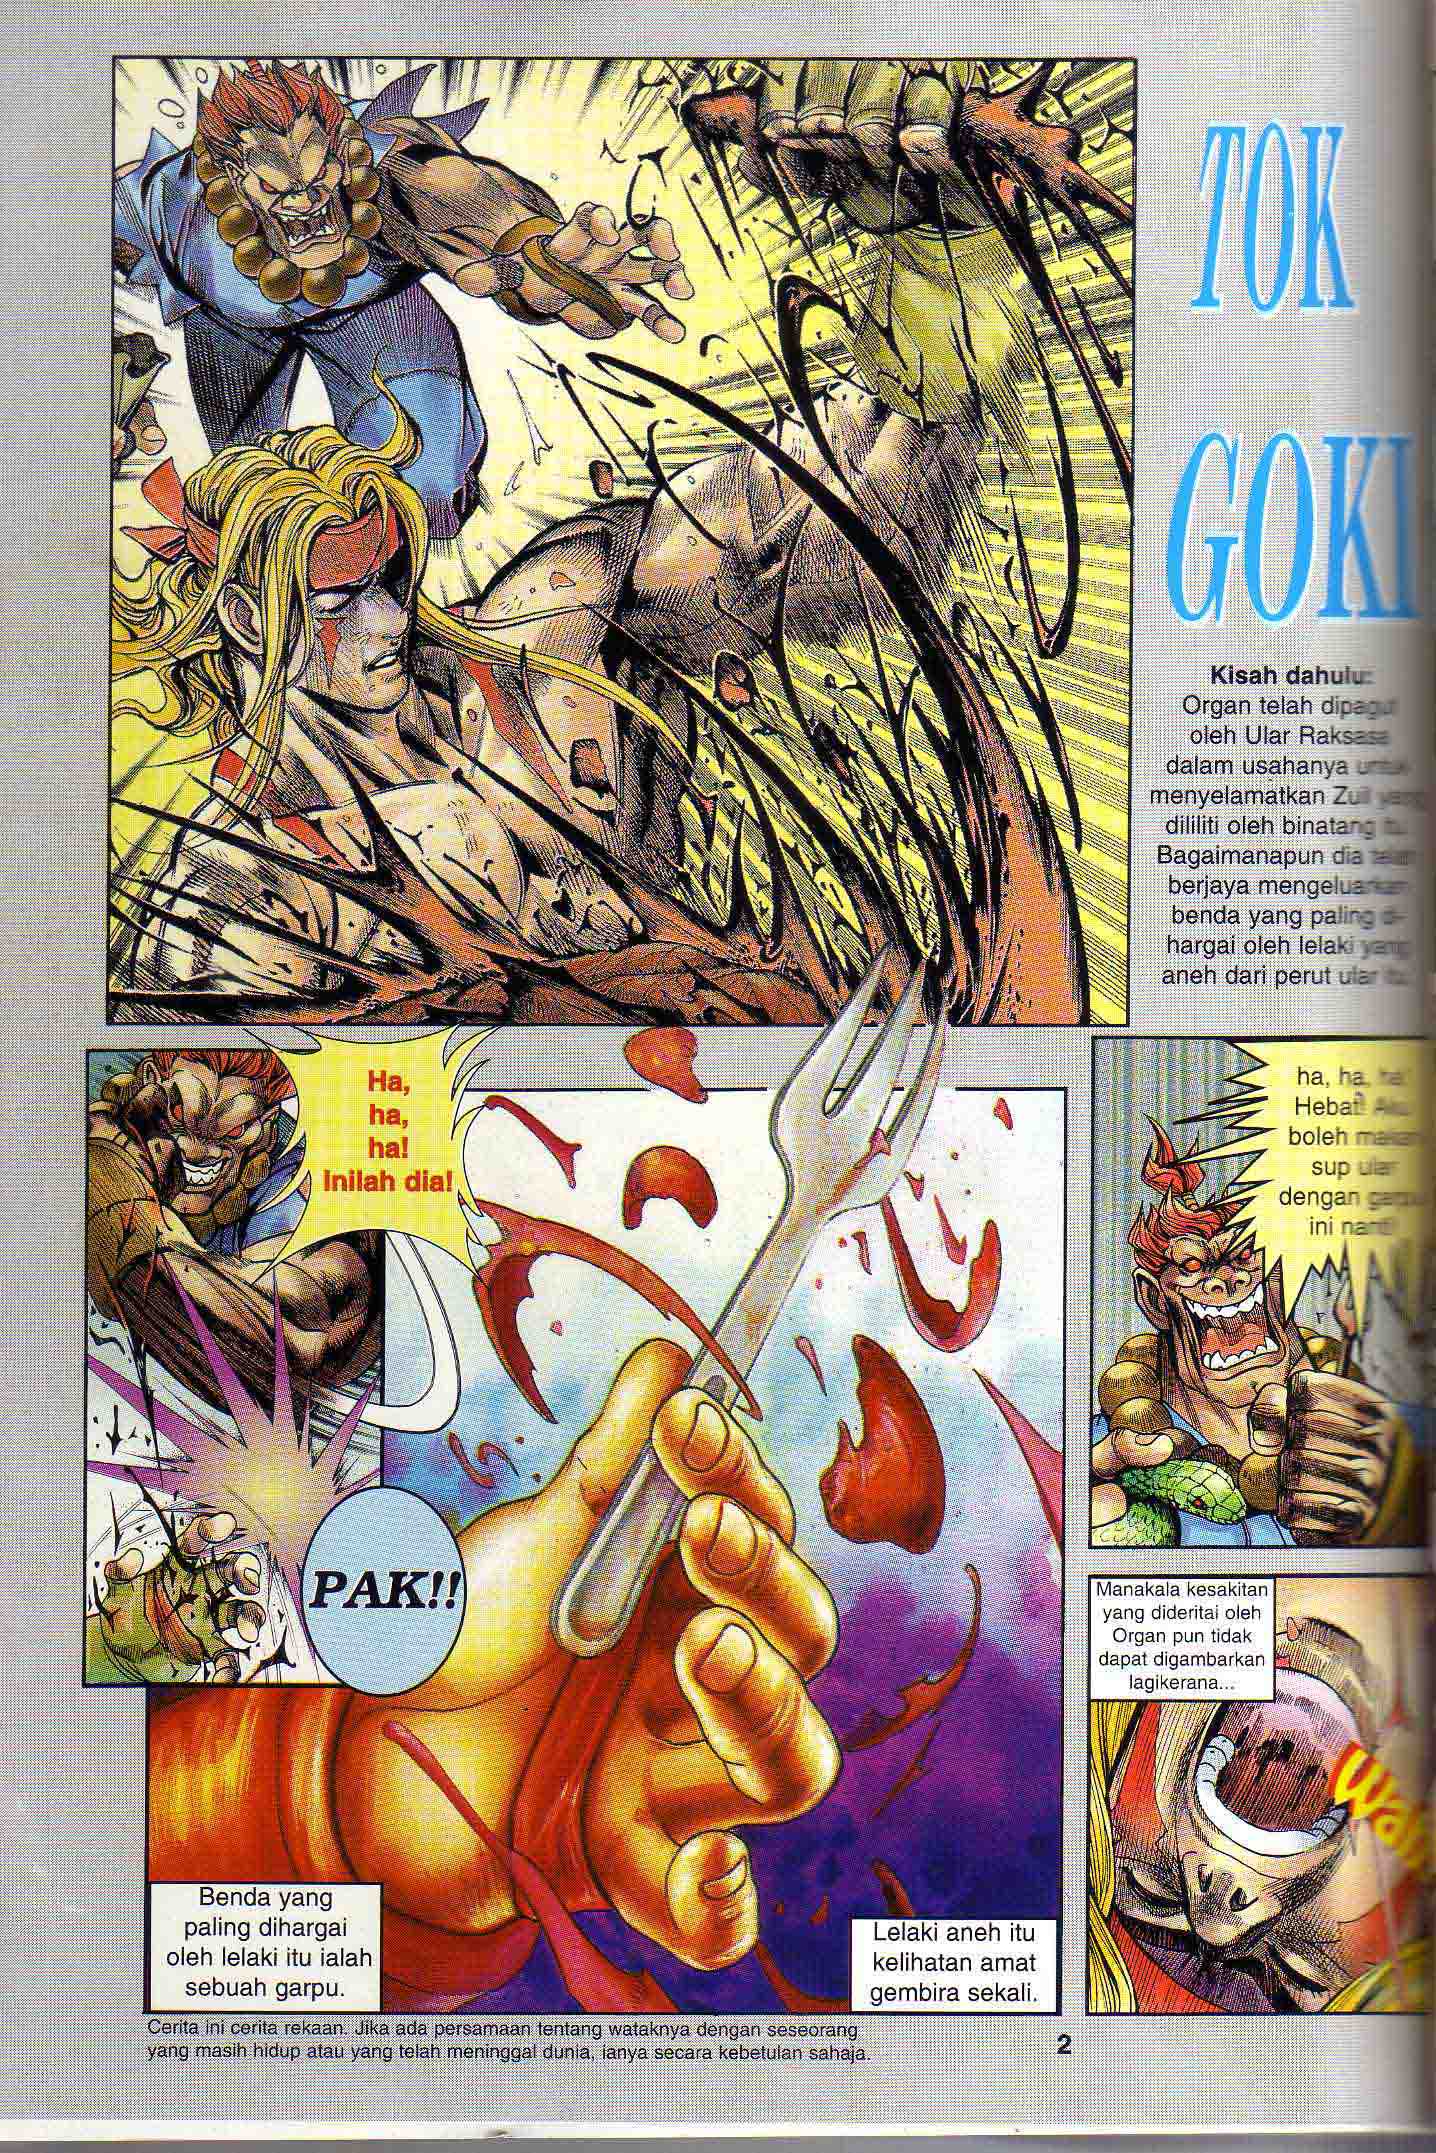 TOK
GOKI
Kisah dahulu:
Organ telah dipagut
oleh Ular Raksasa
dalam usahanya untuk
menyelamatkan Zuil yang
dililiti oleh binatang itu.
Bagaimanapun dia telah
berjaya mengeluarkan
benda yang paling di-
hargai oleh lelaki yang
aneh dari perut ular itu.
Ha,
ha,
ha!
Inilah dia!
PAK!!
Benda yang
paling dihargai
oleh lelaki itu ialah
sebuah garpu.
Lelaki aneh itu
kelihatan amat
gembira sekali.
ha, ha, ha!
Hebat! Aku
boleh makan
sup ular
dengan garpu
ini nanti!
Manakala kesakitan
yang dideritai oleh
Organ pun tidak
dapat digambarkan
lagikerana...
Cerita ini cerita rekaan. Jika ada persamaan tentang wataknya dengan seseorang
yang masih hidup atau yang telah meninggal dunia, ianya secara kebetulan sahaja.
2